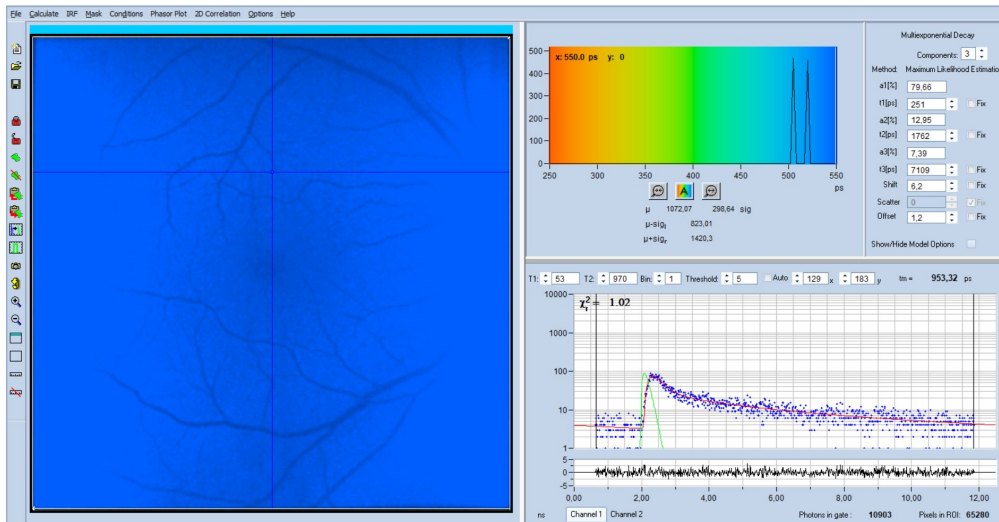 File Calculate IRF Mask Conditions Phasor Plot 2D Correlation Options Help
x: 550.0 ps y: 0
500
400
300
200
100
0
250 300 350 400 450 500 550
ps
A
μ 1072,07 298,64 sig
μ-sigl 823,01
μ+sigr 1420,3
Multiexponential Decay
Components: 3
Method: Maximum Likelihood Estimatio
a1[%] 79,66
t1[ps] 251 Fix
a2[%] 12,95
t2[ps] 1762 Fix
a3[%] 7,39
t3[ps] 7109 Fix
Shift 6,2 Fix
Scatter 0 Fix
Offset 1,2 Fix
Show/Hide Model Options
T1: 53 T2: 970 Bin: 1 Threshold: 5 Auto 129 x 183 y tm = 953,32 ps
χ²r = 1.02
10000
1000
100
10
1
5
0
-5
0,00 2,00 4,00 6,00 8,00 10,00 12,00
ns Channel 1 Channel 2 Photons in gate : 10903 Pixels in ROI: 65280